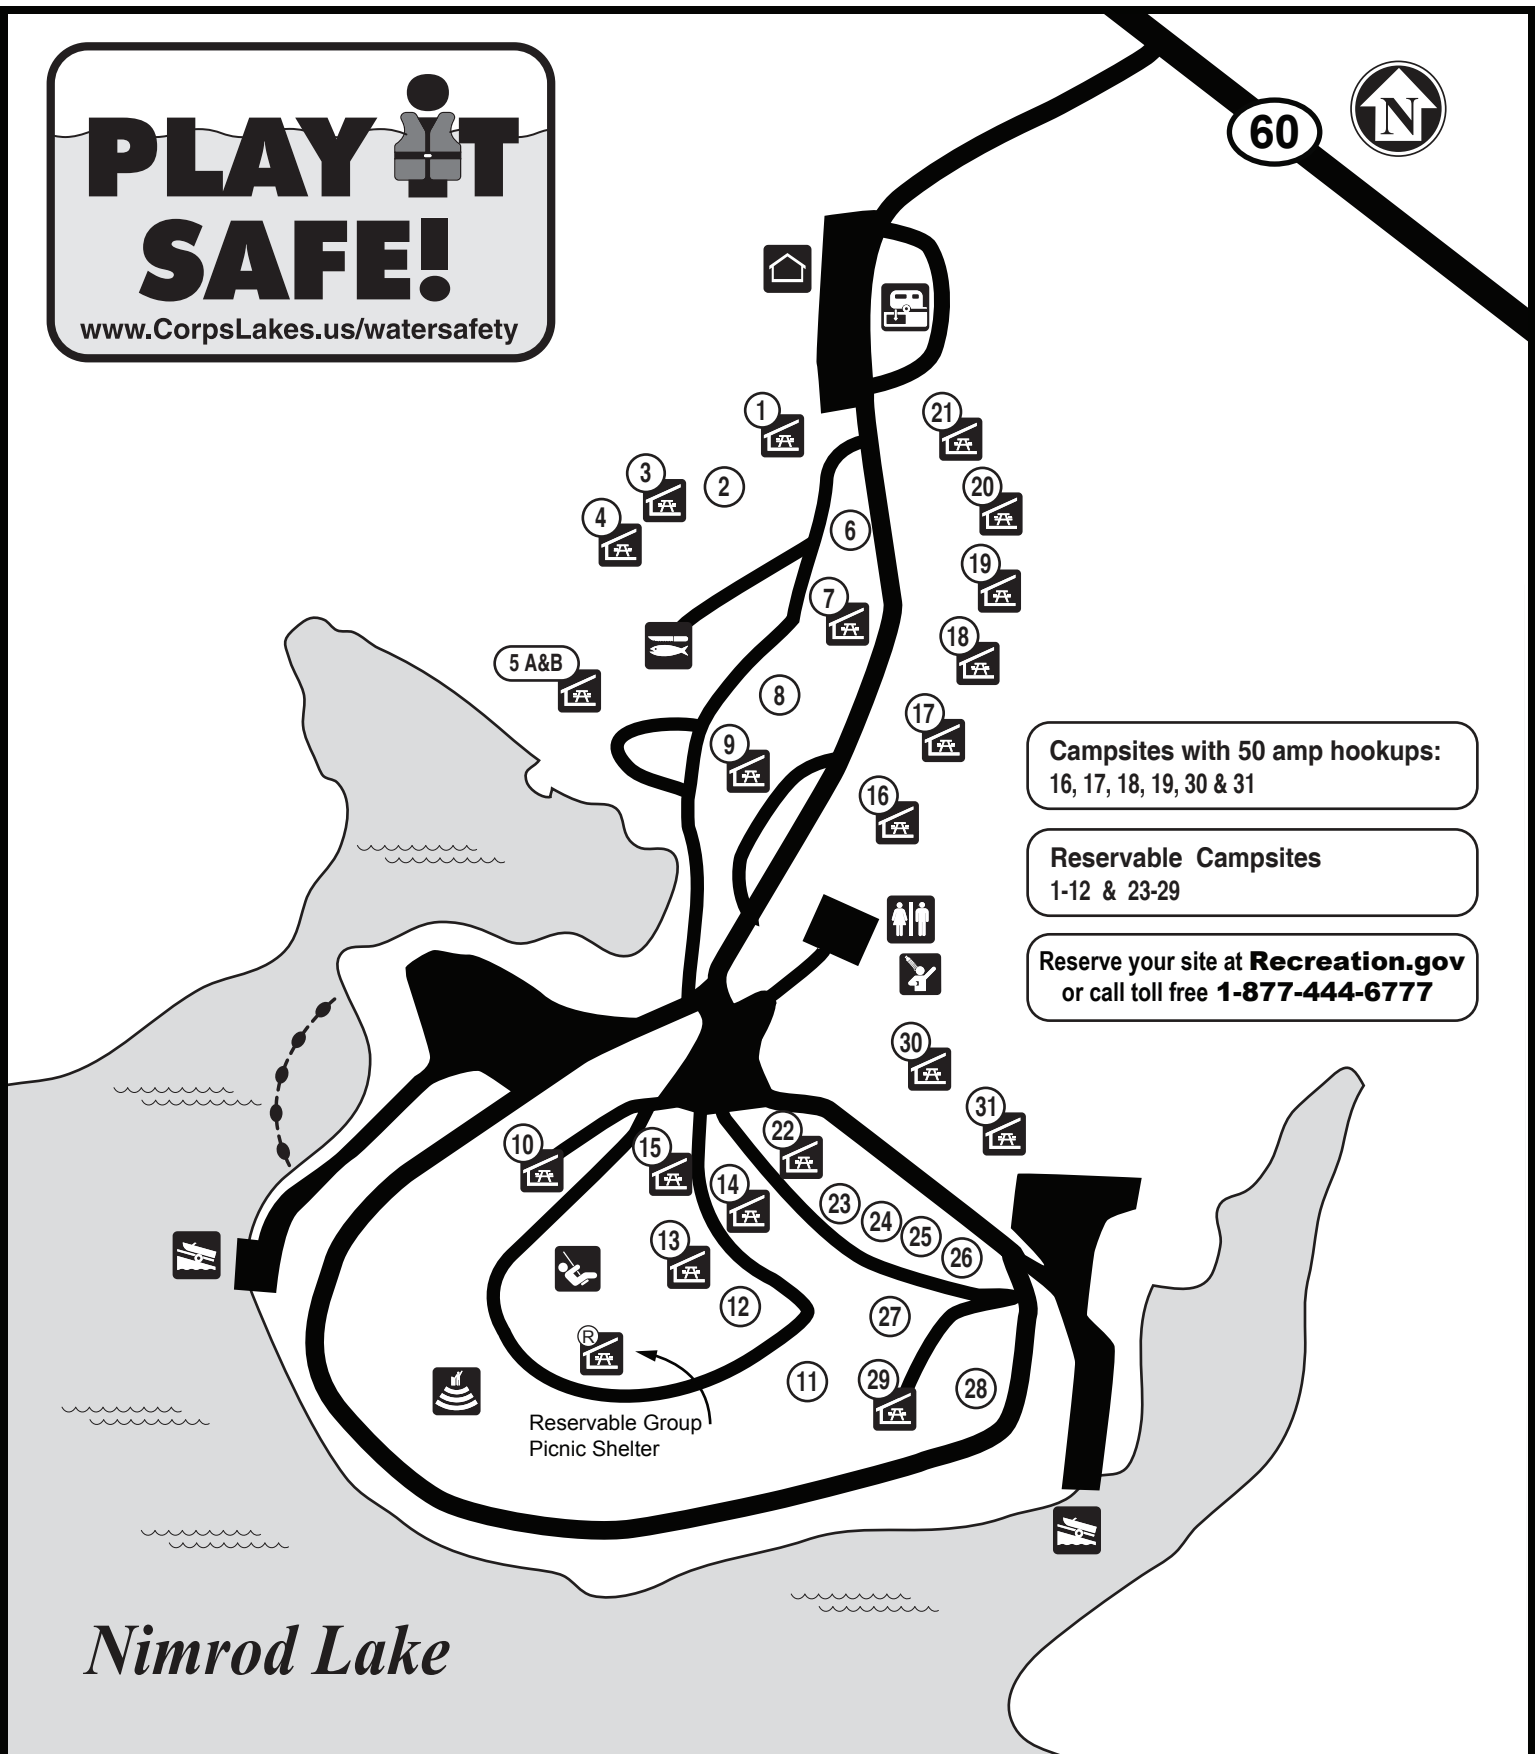 PLAY IT
SAFE!
www.CorpsLakes.us/watersafety
60
N
1
21
3
2
20
4
6
19
7
18
5 A&B
8
17
9
16
Campsites with 50 amp hookups:
16, 17, 18, 19, 30 & 31
Reservable Campsites
1-12 & 23-29
Reserve your site at Recreation.gov
or call toll free 1-877-444-6777
30
31
22
10
15
14
23
24
25
26
13
12
27
R
11
29
28
Reservable Group
Picnic Shelter
Nimrod Lake